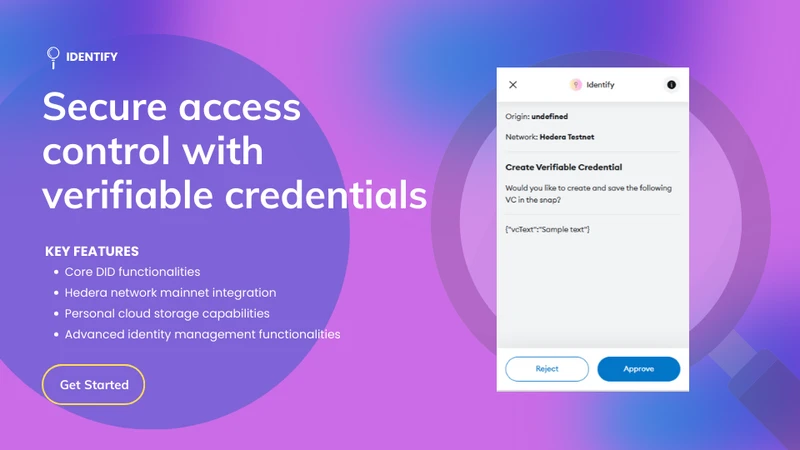 IDENTIFY
Secure access
control with
verifiable credentials
KEY FEATURES
• Core DID functionalities
• Hedera network mainnet integration
• Personal cloud storage capabilities
• Advanced identity management functionalities
Get Started
Identify
Origin: undefined
Network: Hedera Testnet
Create Verifiable Credential
Would you like to create and save the following
VC in the snap?
{"vcText":"Sample text"}
Reject
Approve